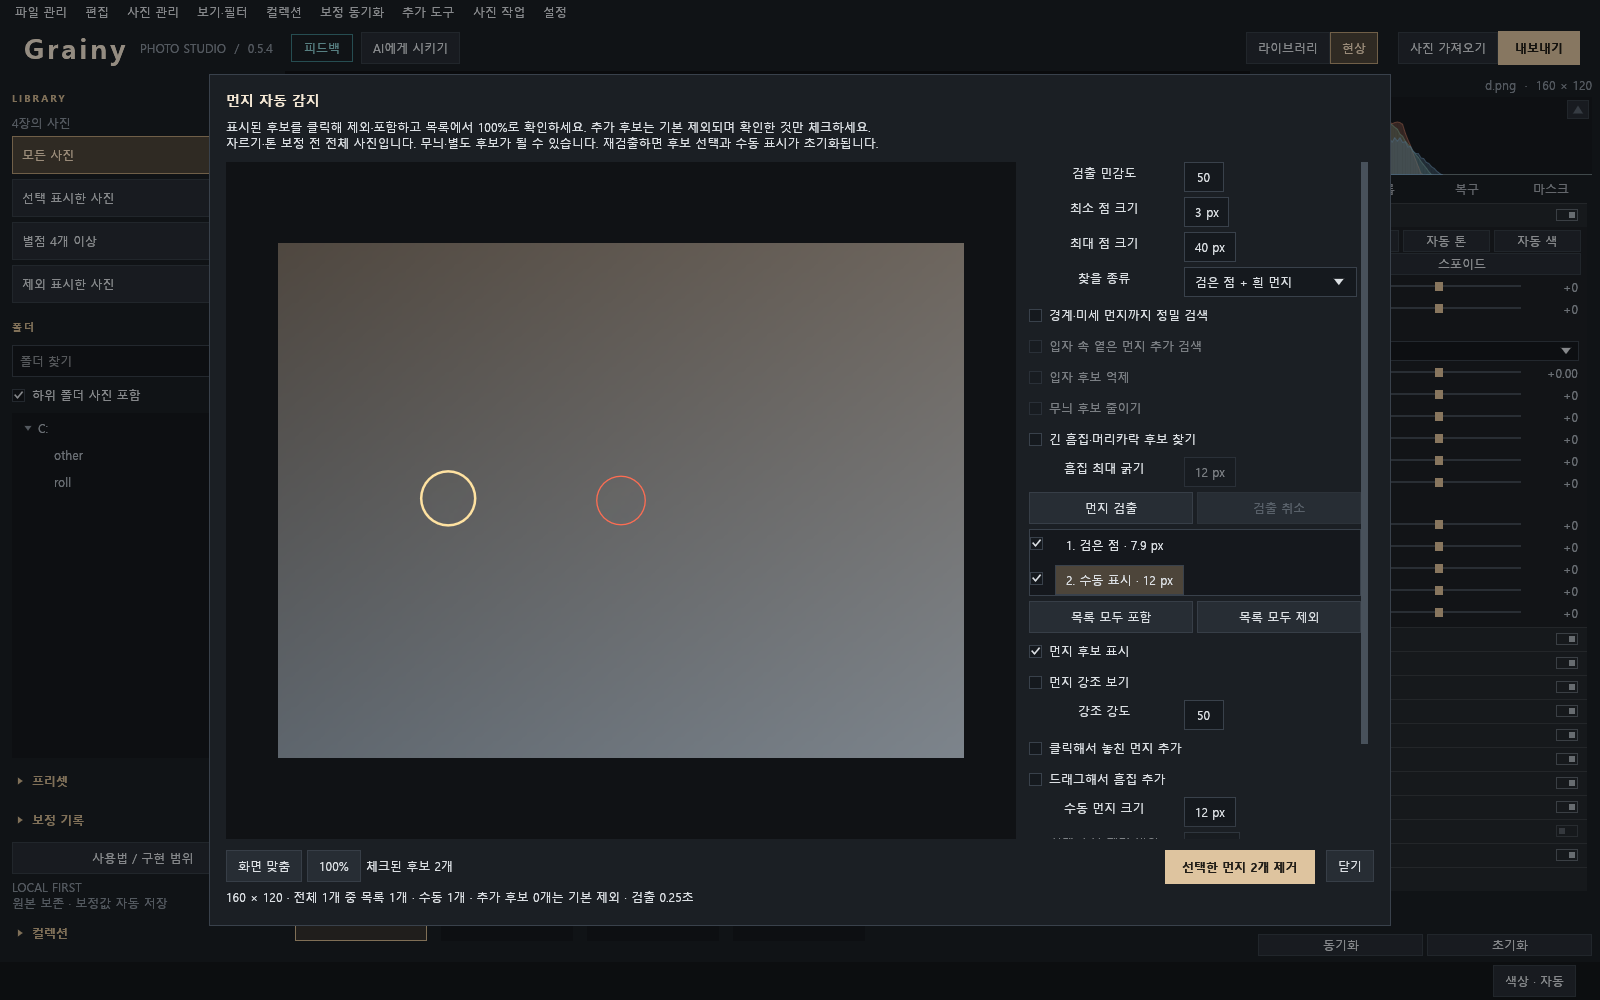 파일 관리 편집 사진 관리 보기·필터 컬렉션 보정 동기화 추가 도구 사진 작업 설정
Grainy PHOTO STUDIO / 0.5.4 피드백 AI에게 시키기 라이브러리 현상 사진 가져오기 내보내기
d.png · 160 × 120
LIBRARY
4장의 사진
모든 사진
선택 표시한 사진
별점 4개 이상
제외 표시한 사진
폴더
폴더 찾기
하위 폴더 사진 포함
C:
other
roll
프리셋
보정 기록
사용법 / 구현 범위
LOCAL FIRST
원본 보존 · 보정값 자동 저장
컬렉션
먼지 자동 감지
표시된 후보를 클릭해 제외·포함하고 목록에서 100%로 확인하세요. 추가 후보는 기본 제외되며 확인한 것만 체크하세요.
자르기·톤 보정 전 전체 사진입니다. 무늬·별도 후보가 될 수 있습니다. 재검출하면 후보 선택과 수동 표시가 초기화됩니다.
검출 민감도 50
최소 점 크기 3 px
최대 점 크기 40 px
찾을 종류 검은 점 + 흰 먼지
경계·미세 먼지까지 정밀 검색
입자 속 옅은 먼지 추가 검색
입자 후보 억제
무늬 후보 줄이기
긴 흠집·머리카락 후보 찾기
흠집 최대 굵기 12 px
먼지 검출 검출 취소
1. 검은 점 · 7.9 px
2. 수동 표시 · 12 px
목록 모두 포함 목록 모두 제외
먼지 후보 표시
먼지 강조 보기
강조 강도 50
클릭해서 놓친 먼지 추가
드래그해서 흠집 추가
수동 먼지 크기 12 px
화면 맞춤 100% 체크된 후보 2개 선택한 먼지 2개 제거 닫기
160 × 120 · 전체 1개 중 목록 1개 · 수동 1개 · 추가 후보 0개는 기본 제외 · 검출 0.25초
복구 마스크
자동 톤 자동 색
스포이드
+0
+0
+0.00
+0
+0
+0
+0
+0
+0
+0
+0
+0
+0
동기화 초기화
색상 · 자동